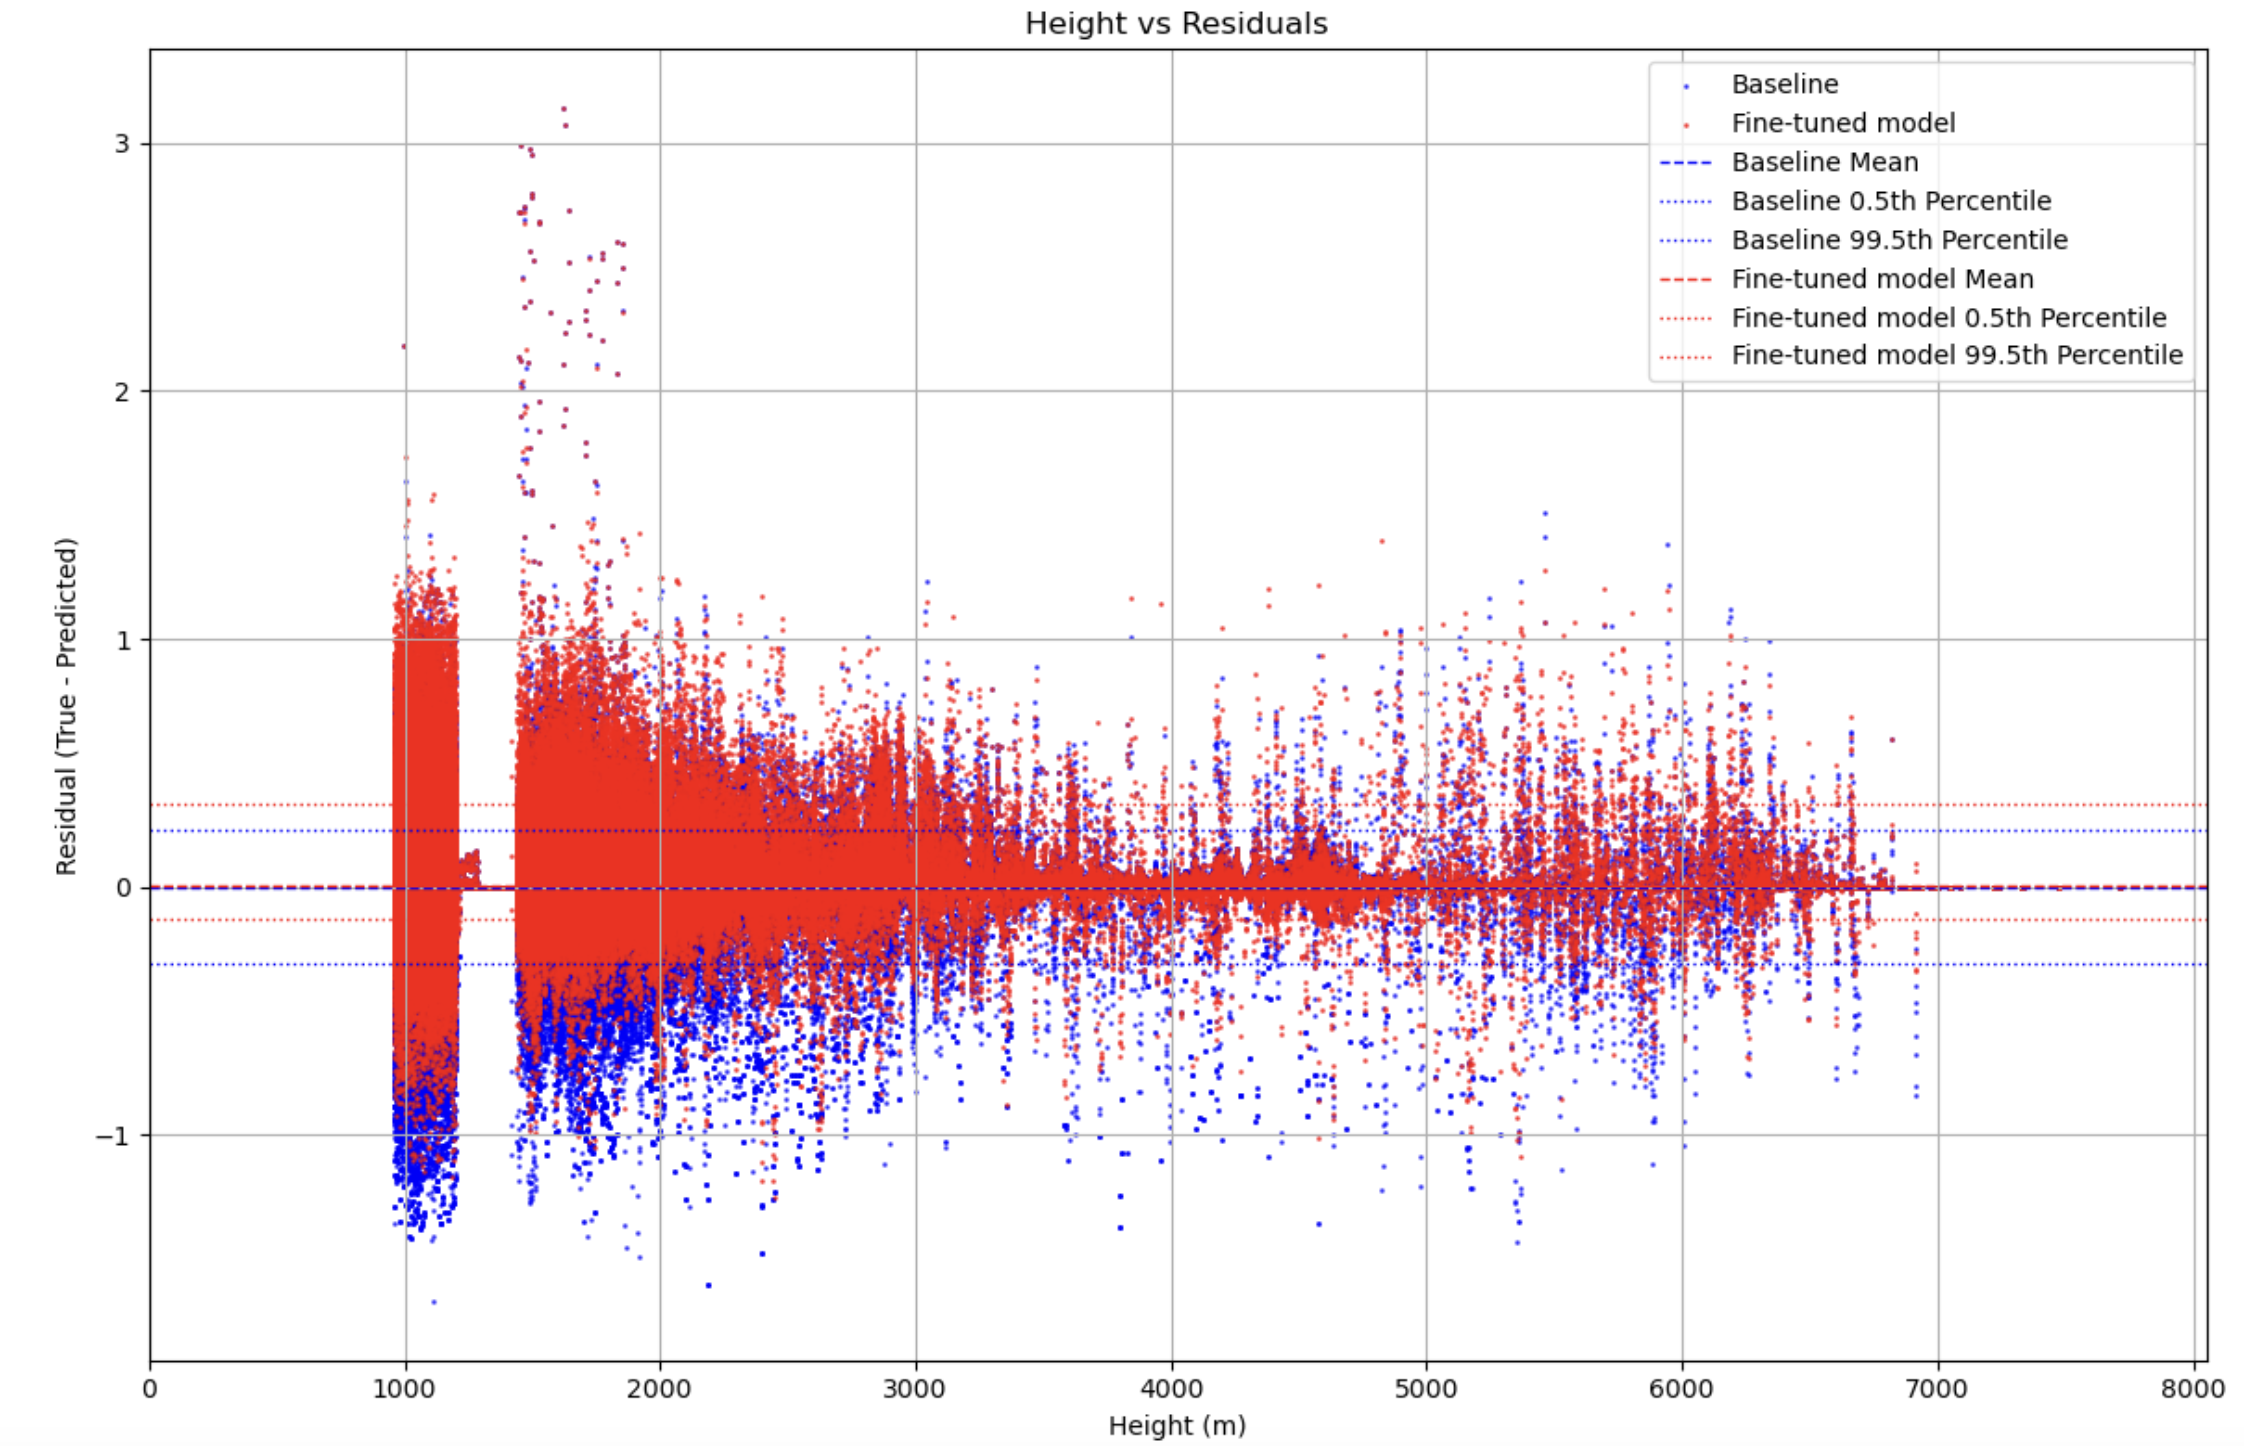 Height vs Residuals
Baseline
Fine-tuned model
Baseline Mean
Baseline 0.5th Percentile
Baseline 99.5th Percentile
Fine-tuned model Mean
Fine-tuned model 0.5th Percentile
Fine-tuned model 99.5th Percentile
Residual (True - Predicted)
3
2
1
0
−1
0 1000 2000 3000 4000 5000 6000 7000 8000
Height (m)